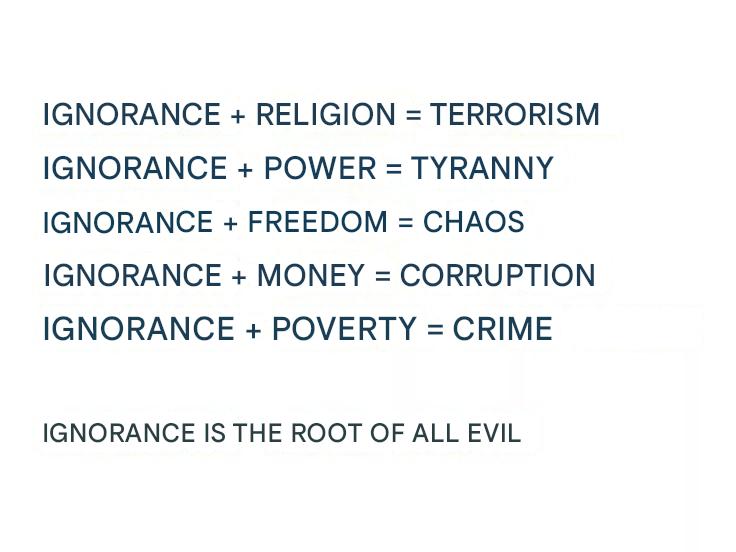 IGNORANCE + RELIGION = TERRORISM
IGNORANCE + POWER = TYRANNY
IGNORANCE + FREEDOM = CHAOS
IGNORANCE + MONEY = CORRUPTION
IGNORANCE + POVERTY = CRIME
IGNORANCE IS THE ROOT OF ALL EVIL